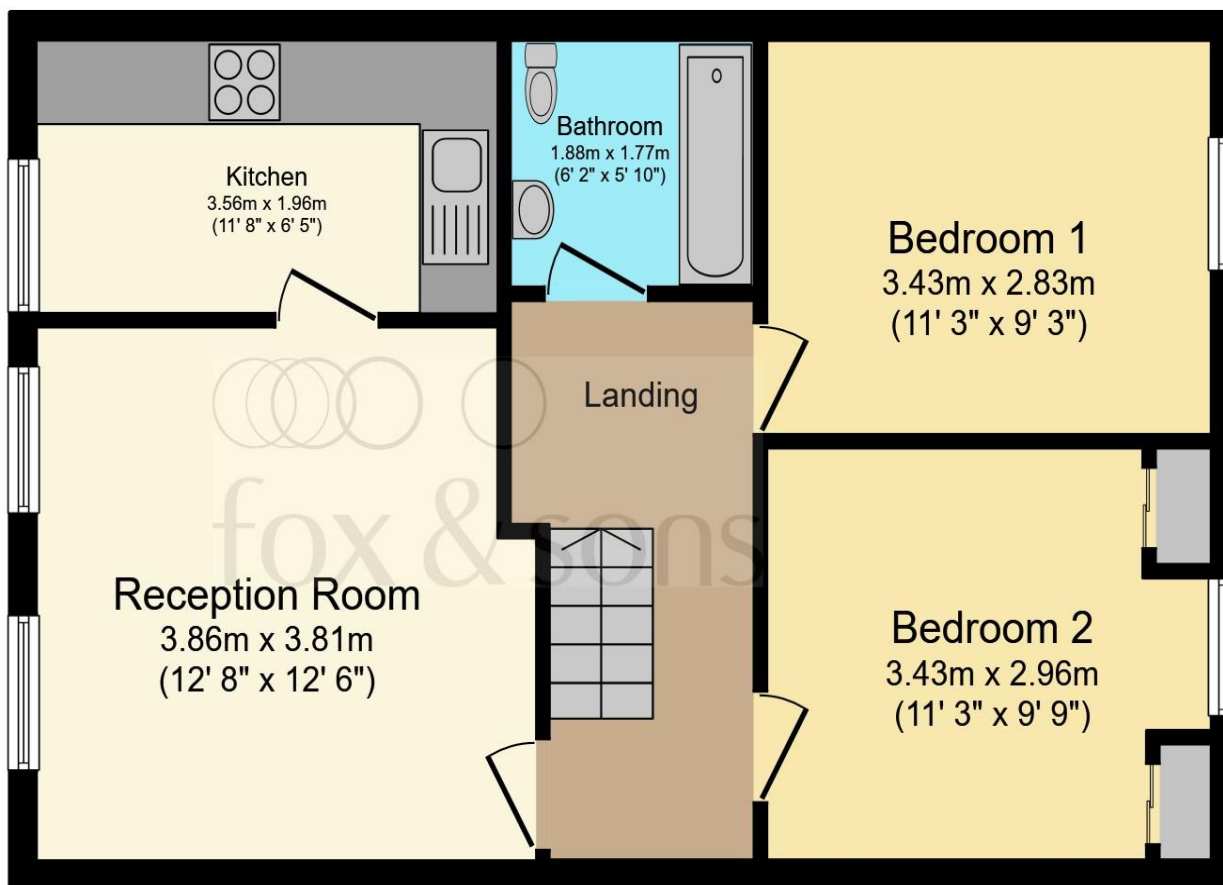 Kitchen
3.56m x 1.96m
(11' 8" x 6' 5")
Bathroom
1.88m x 1.77m
(6' 2" x 5' 10")
Bedroom 1
3.43m x 2.83m
(11' 3" x 9' 3")
Landing
fox & sons
Reception Room
3.86m x 3.81m
(12' 8" x 12' 6")
Bedroom 2
3.43m x 2.96m
(11' 3" x 9' 9")